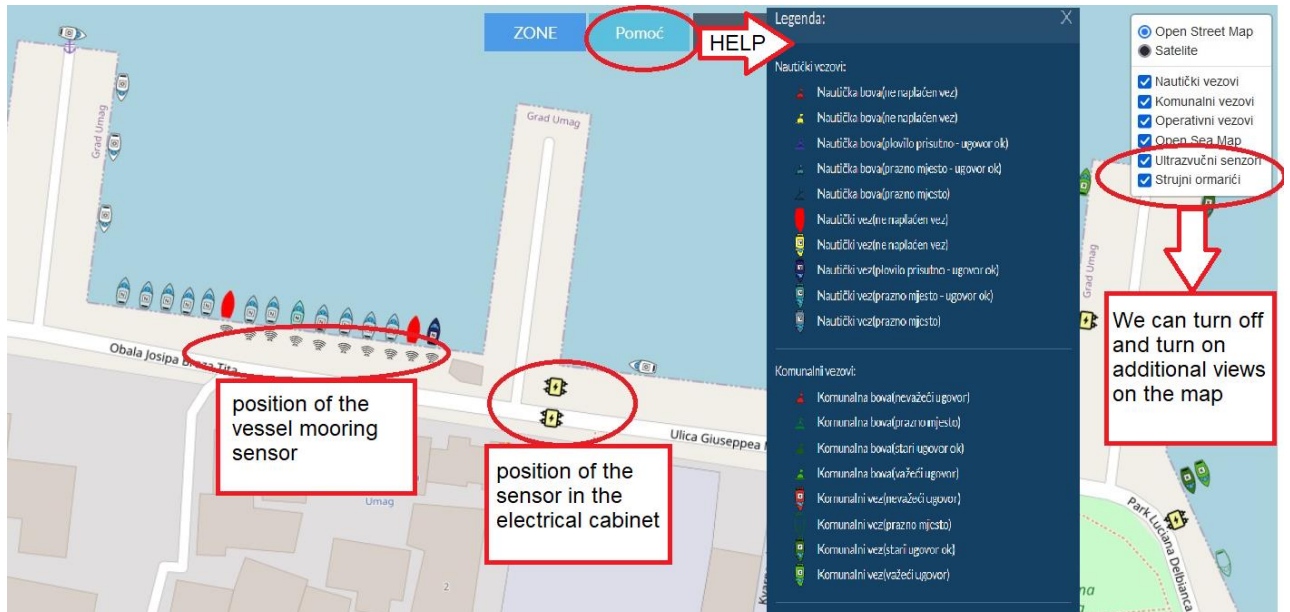 ZONE
Pomoć
HELP
Legenda:
X
Nautički vezovi:
Nautička bova(ne naplaćen vez)
Nautička bova(ne naplaćen vez)
Nautička bova(plovilo prisutno - ugovor ok)
Nautička bova(prazno mjesto - ugovor ok)
Nautička bova(prazno mjesto)
Nautički vez(ne naplaćen vez)
Nautički vez(ne naplaćen vez)
Nautički vez(plovilo prisutno - ugovor ok)
Nautički vez(prazno mjesto - ugovor ok)
Nautički vez(prazno mjesto)
Komunalni vezovi:
Komunalna bova(nevažeći ugovor)
Komunalna bova(prazno mjesto)
Komunalna bova(stari ugovor ok)
Komunalna bova(važeći ugovor)
Komunalni vez(nevažeći ugovor)
Komunalni vez(prazno mjesto)
Komunalni vez(stari ugovor ok)
Komunalni vez(važeći ugovor)
Open Street Map
Satelite
Nautički vezovi
Komunalni vezovi
Operativni vezovi
Open Sea Map
Ultrazvučni senzori
Strujni ormarići
We can turn off
and turn on
additional views
on the map
Grad Umag
Grad Umag
Grad Umag
Grad Umag
Obala Josipa Broza Tita
position of the
vessel mooring
sensor
position of the
sensor in the
electrical cabinet
Ulica Giuseppea
Umag
2
Park Luciana Delbianca
na